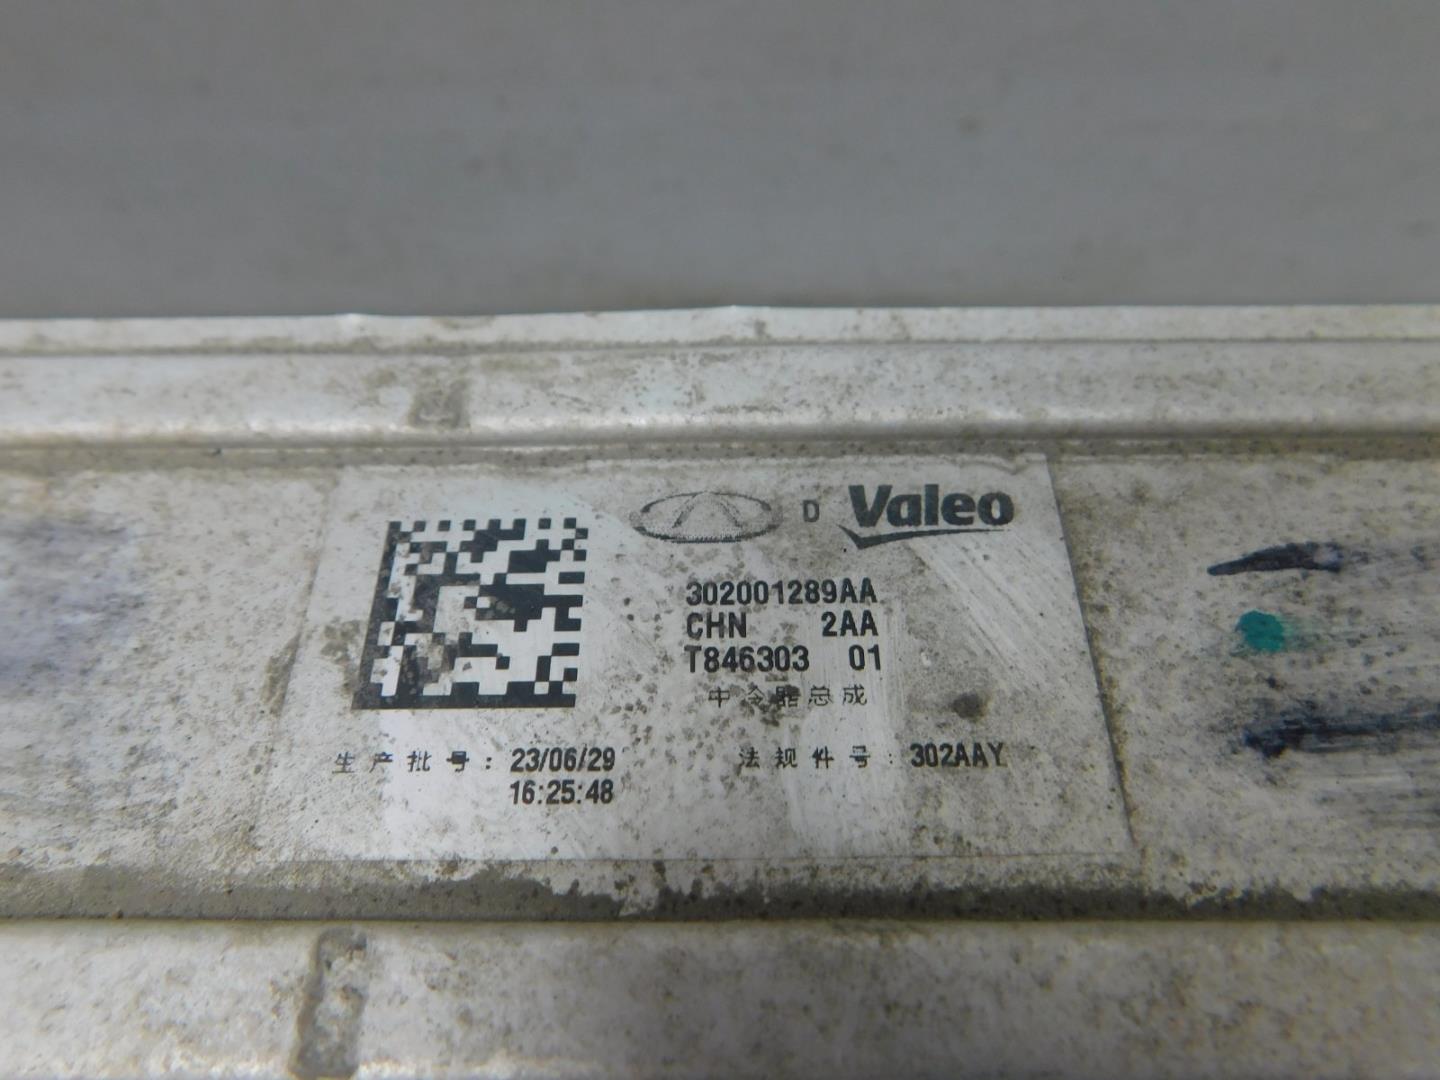 D Valeo
302001289AA
CHN 2AA
T846303 01
中冷器总成
生产批号: 23/06/29
16:25:48
法规件号: 302AAY